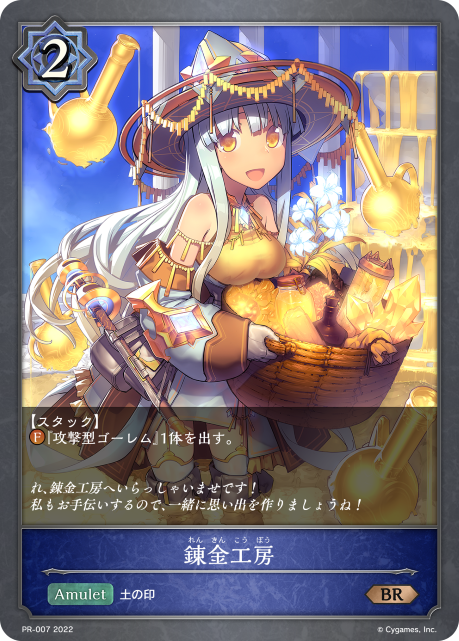 2
【スタック】
F『攻撃型ゴーレム』1体を出す。
れ、錬金工房へいらっしゃいませです！
私もお手伝いするので、一緒に思い出を作りましょうね！
れん きん こう ぼう
錬金工房
Amulet 土の印 BR
PR-007 2022 © Cygames, Inc.